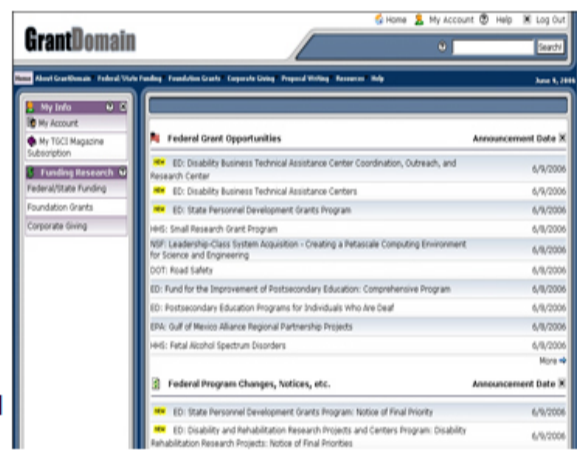 Home My Account Help Log Out
GrantDomain
Search!
Home About GrantDomain Federal/State Funding Foundation Grants Corporate Giving Proposal Writing Resources Help
June 9, 2006
My Info
My Account
My TGCI Magazine
Subscription
Funding Research
Federal/State Funding
Foundation Grants
Corporate Giving
Federal Grant Opportunities Announcement Date
NEW ED: Disability Business Technical Assistance Center Coordination, Outreach, and
Research Center 6/9/2006
NEW ED: Disability Business Technical Assistance Centers 6/9/2006
NEW ED: State Personnel Development Grants Program 6/9/2006
HHS: Small Research Grant Program 6/8/2006
NSF: Leadership-Class System Acquisition - Creating a Petascale Computing Environment
for Science and Engineering 6/8/2006
DOT: Road Safety 6/8/2006
ED: Fund for the Improvement of Postsecondary Education: Comprehensive Program 6/8/2006
ED: Postsecondary Education Programs for Individuals Who Are Deaf 6/8/2006
EPA: Gulf of Mexico Alliance Regional Partnership Projects 6/8/2006
HHS: Fetal Alcohol Spectrum Disorders 6/8/2006
More
Federal Program Changes, Notices, etc. Announcement Date
NEW ED: State Personnel Development Grants Program: Notice of Final Priority 6/9/2006
NEW ED: Disability and Rehabilitation Research Projects and Centers Program: Disability
Rehabilitation Research Projects: Notice of Final Priorities 6/9/2006